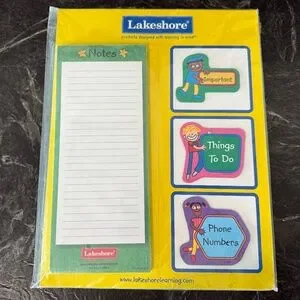 Lakeshore
products designed with learning in mind
Notes
Important
Things
To Do
Phone
Numbers
Lakeshore
www.lakeshorelearning.com